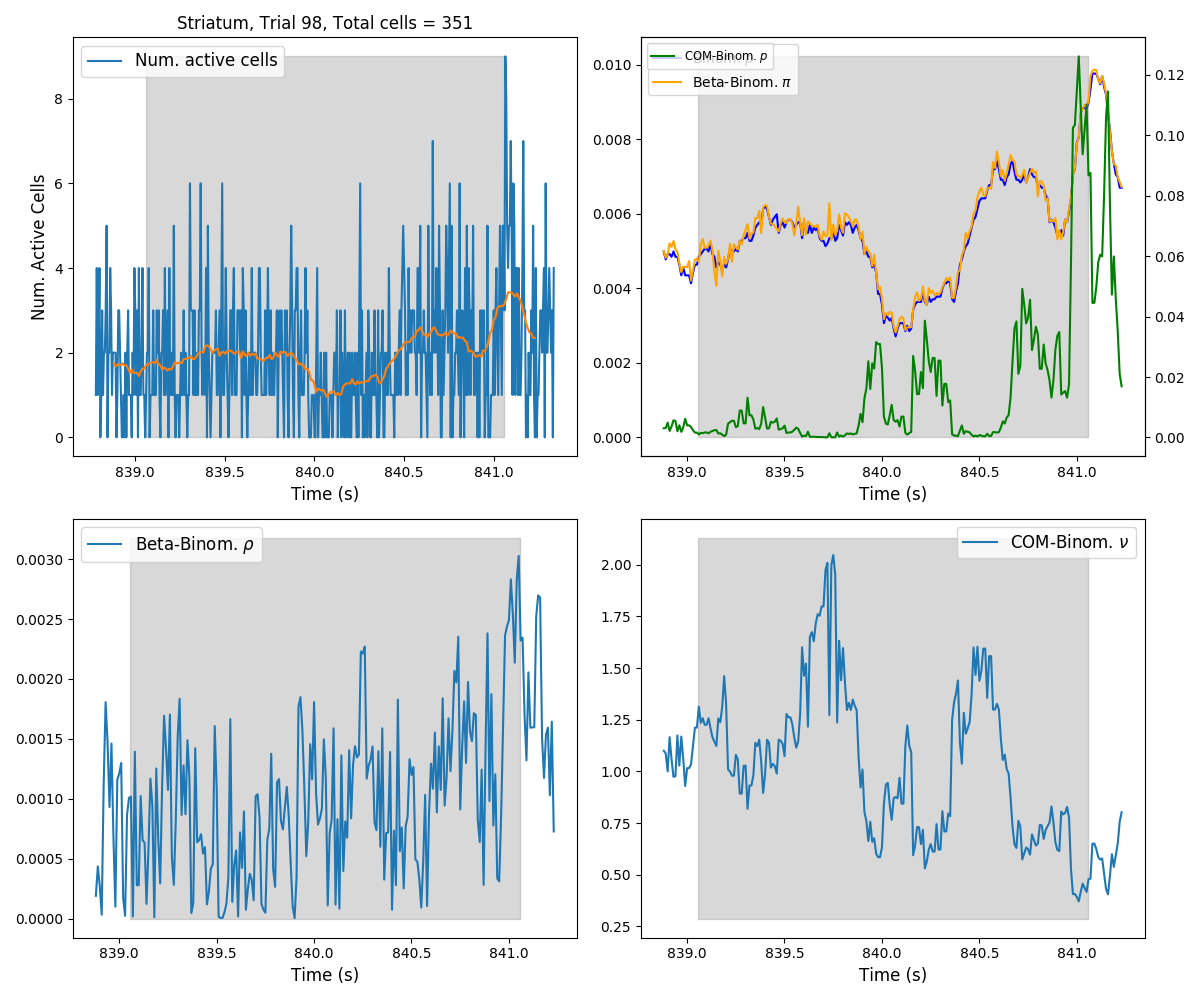 Striatum, Trial 98, Total cells = 351
Num. active cells
Num. Active Cells
8
6
4
2
0
839.0 839.5 840.0 840.5 841.0
Time (s)
COM-Binom. p
Beta-Binom. π
0.010
0.008
0.006
0.004
0.002
0.000
0.12
0.10
0.08
0.06
0.04
0.02
0.00
839.0 839.5 840.0 840.5 841.0
Time (s)
Beta-Binom. ρ
0.0030
0.0025
0.0020
0.0015
0.0010
0.0005
0.0000
839.0 839.5 840.0 840.5 841.0
Time (s)
COM-Binom. ν
2.00
1.75
1.50
1.25
1.00
0.75
0.50
0.25
839.0 839.5 840.0 840.5 841.0
Time (s)